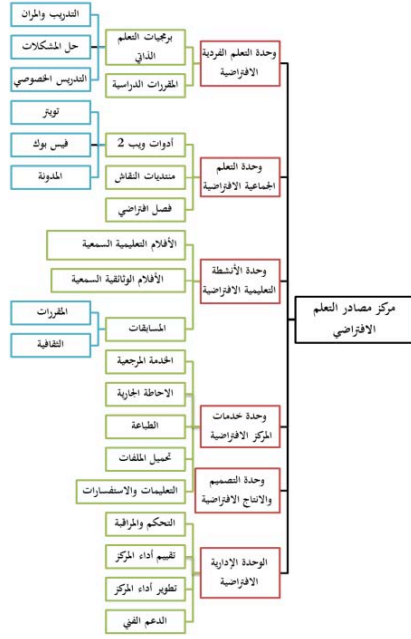 مركز مصادر التعلم
الافتراضي
وحدة التعلم الفردية
الافتراضية
برمجيات التعلم
الذاتي
التدريب والمران
حل المشكلات
التدريس الخصوصي
المقررات الدراسية
وحدة التعلم
الجماعية الافتراضية
أدوات ويب 2
تويتر
فيس بوك
المدونة
منتديات النقاش
فصل افتراضي
وحدة الأنشطة
التعليمية الافتراضية
الأفلام التعليمية السمعية
الأفلام الوثائقية السمعية
المسابقات
المقررات
الثقافية
وحدة خدمات
المركز الافتراضية
الخدمة المرجعية
الاحاطة الجارية
الطباعة
تحميل الملفات
التعليمات والاستفسارات
وحدة التصميم
والانتاج الافتراضية
الوحدة الإدارية
الافتراضية
التحكم والمراقبة
تقييم أداء المركز
تطوير أداء المركز
الدعم الفني